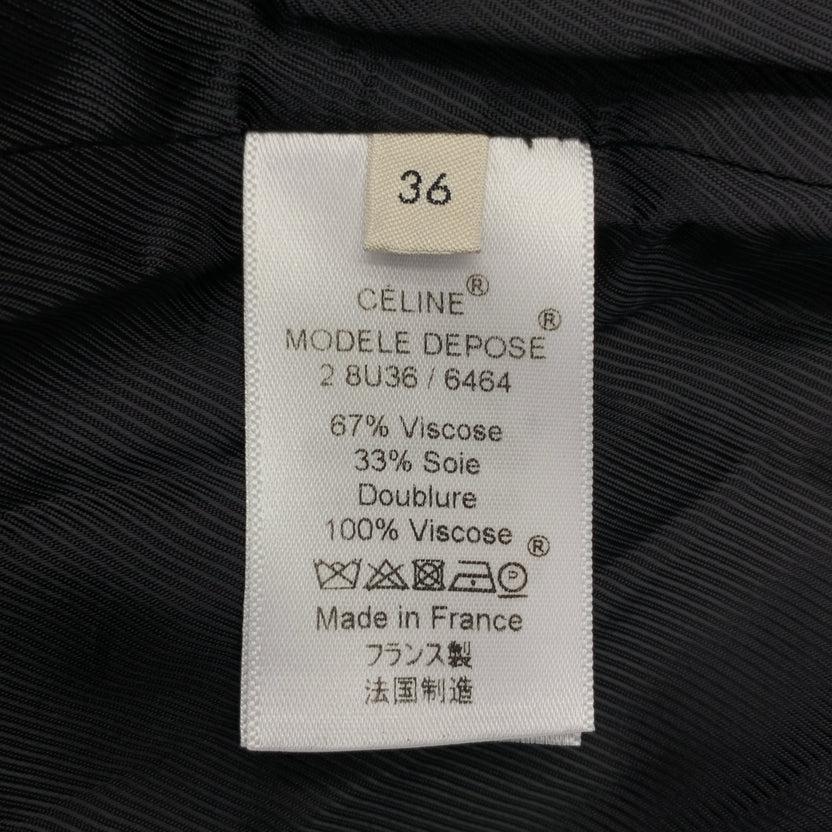 36
CÉLINE®
MODELE DEPOSE®
2 8U36 / 6464
67% Viscose
33% Soie
Doublure
100% Viscose
®
P
Made in France
フランス製
法国制造